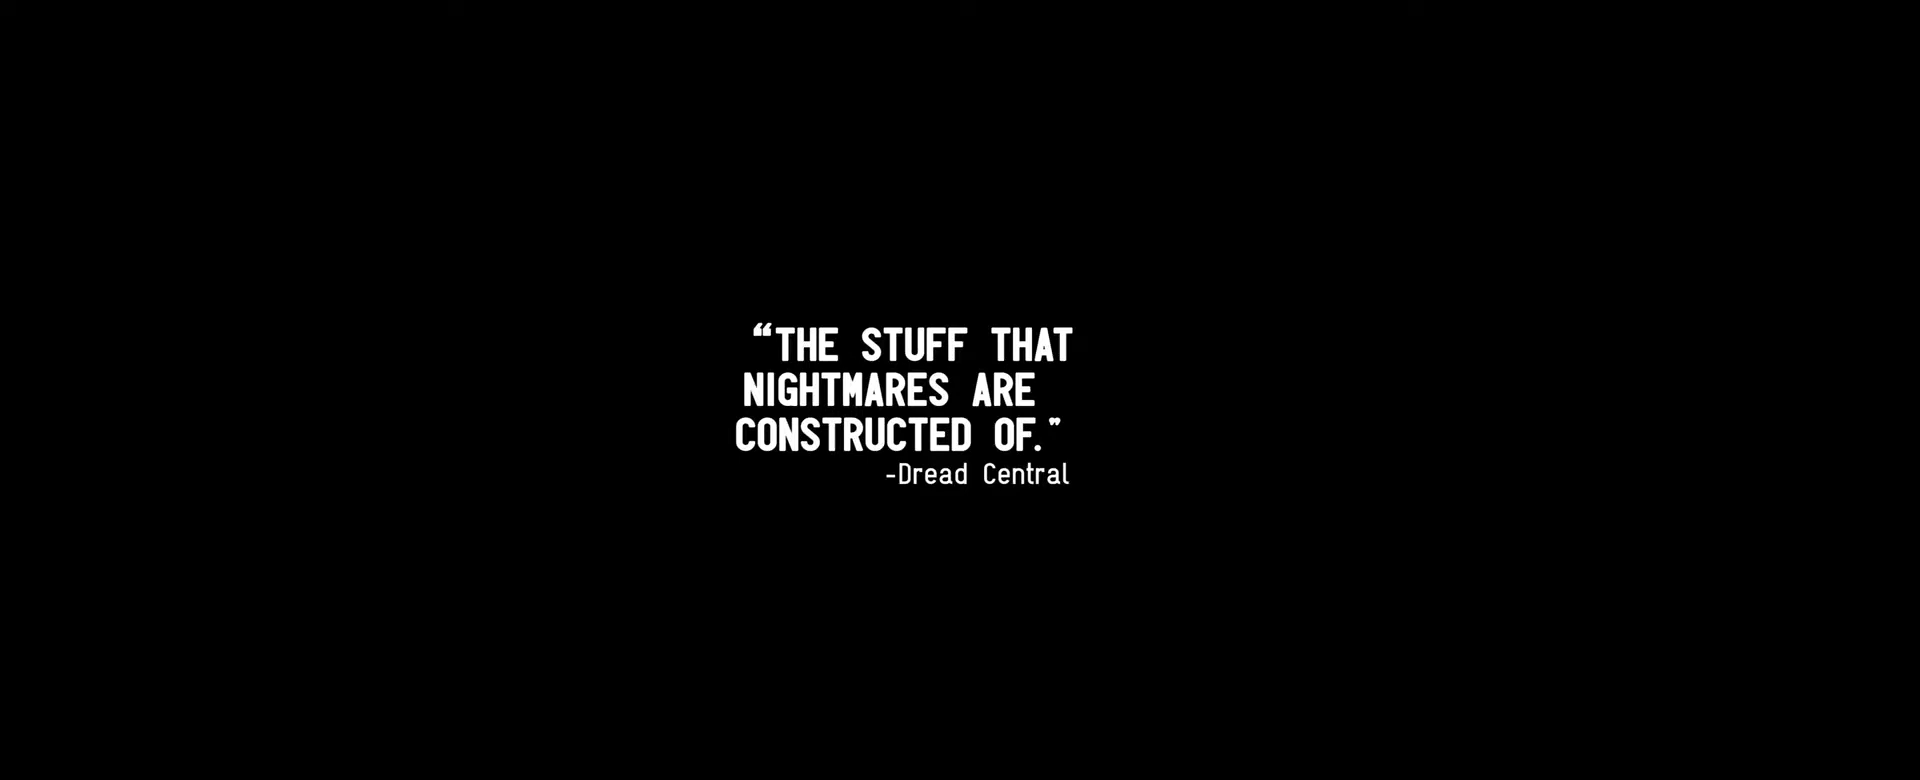 “THE STUFF THAT
NIGHTMARES ARE
CONSTRUCTED OF.”
-Dread Central